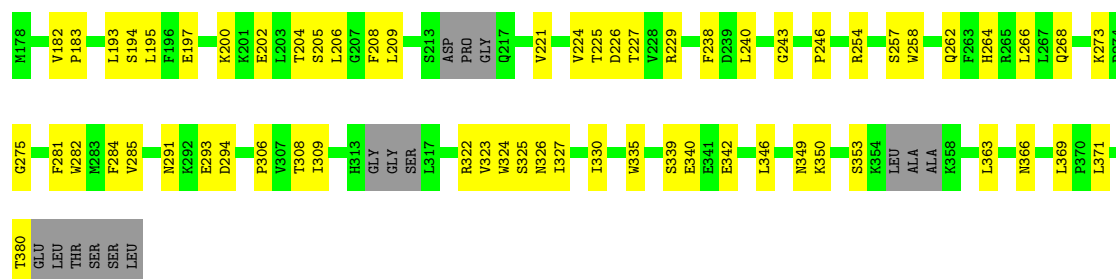 M178 V182 P183 L193 S194 L195 F196 E197 K200 K201 E202 L203 T204 S205 L206 G207 F208 L209 S213 ASP PRO GLY Q217 V221 V224 T225 D226 T227 V228 R229 F238 D239 L240 G243 P246 R254 S257 W258 Q262 F263 H264 R265 L266 L267 Q268 K273
G275 F281 W282 M283 F284 V285 N291 K292 E293 D294 P306 V307 T308 I309 H313 GLY GLY SER L317 R322 V323 W324 S325 N326 I327 I330 W335 S339 E340 E341 E342 L346 N349 K350 S353 K354 LEU ALA ALA K358 L363 N366 L369 P370 L371
T380 GLU LEU THR SER SER LEU